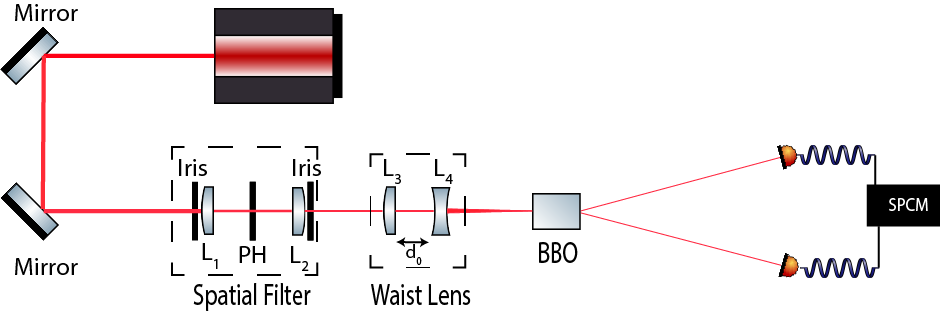 Mirror
Iris
Iris
L3
L4
L1
PH
L2
d0
SPCM
BBO
Mirror
Spatial Filter
Waist Lens